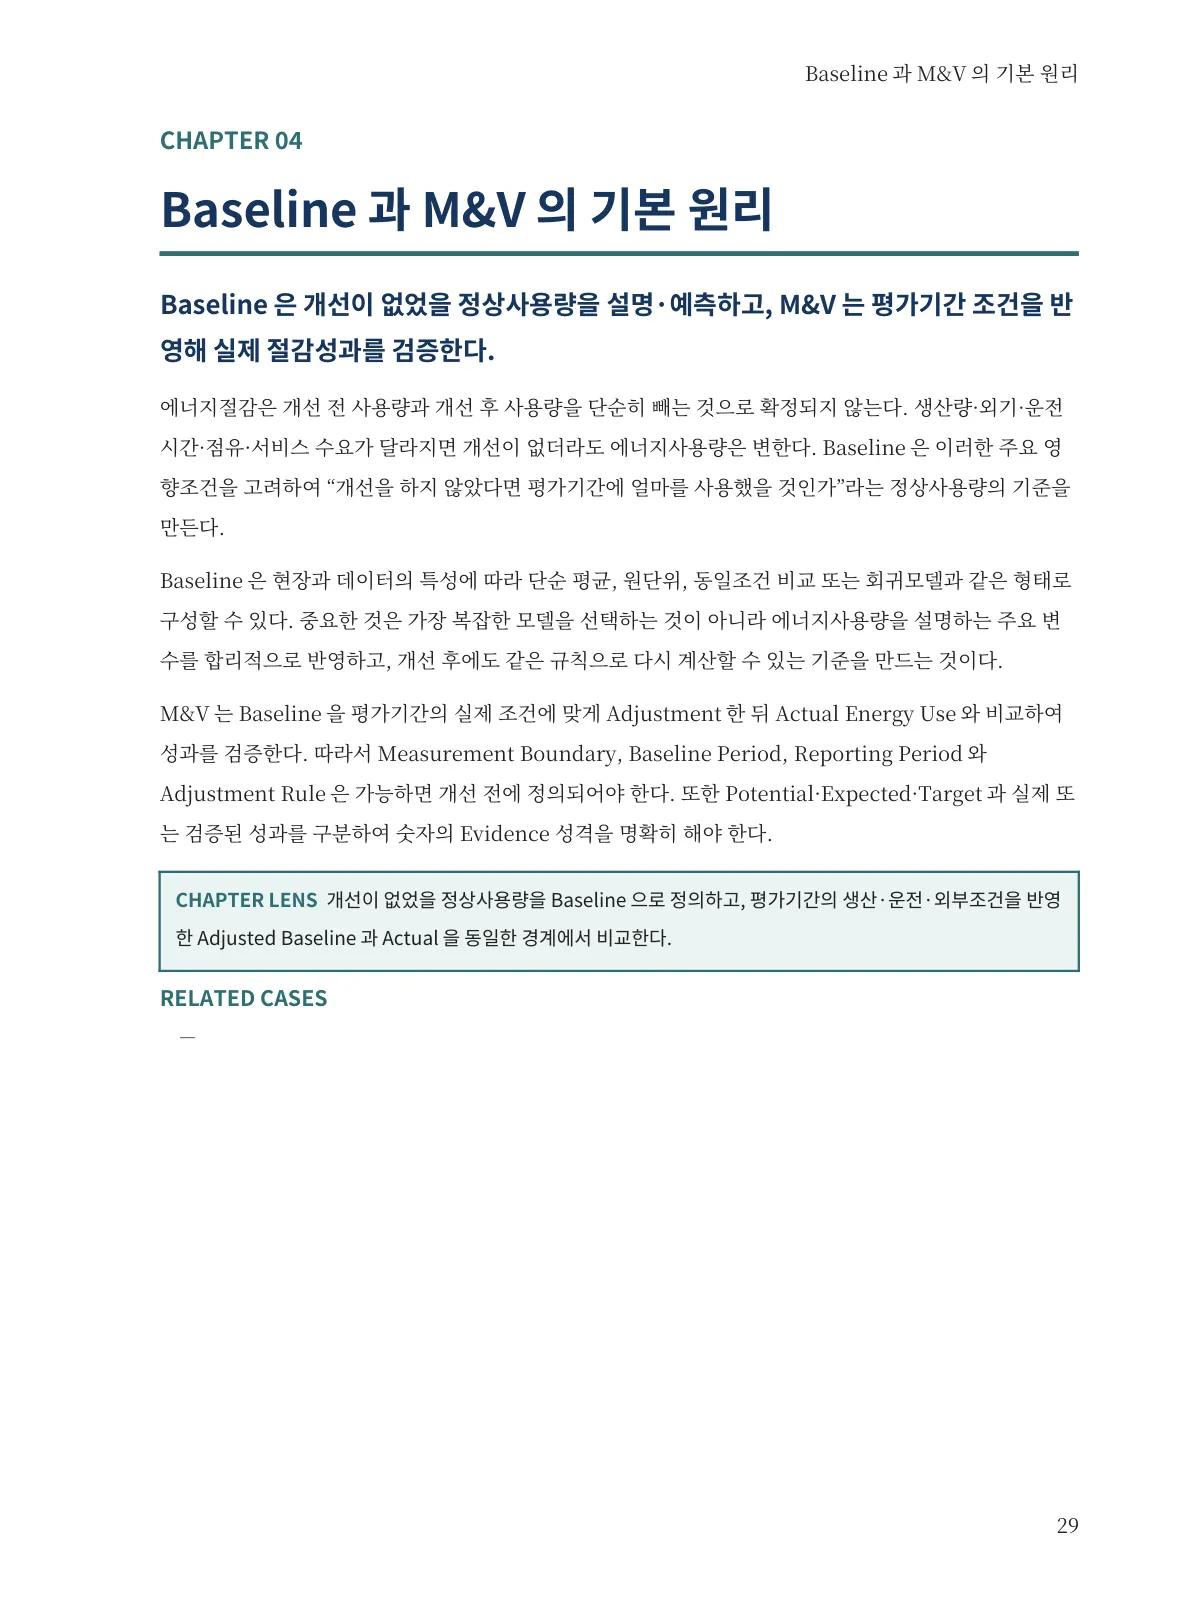 Baseline 과 M&V 의 기본 원리
CHAPTER 04
Baseline 과 M&V 의 기본 원리
Baseline 은 개선이 없었을 정상사용량을 설명·예측하고, M&V 는 평가기간 조건을 반
영해 실제 절감성과를 검증한다.
에너지절감은 개선 전 사용량과 개선 후 사용량을 단순히 빼는 것으로 확정되지 않는다. 생산량·외기·운전
시간·점유·서비스 수요가 달라지면 개선이 없더라도 에너지사용량은 변한다. Baseline 은 이러한 주요 영
향조건을 고려하여 “개선을 하지 않았다면 평가기간에 얼마를 사용했을 것인가”라는 정상사용량의 기준을
만든다.
Baseline 은 현장과 데이터의 특성에 따라 단순 평균, 원단위, 동일조건 비교 또는 회귀모델과 같은 형태로
구성할 수 있다. 중요한 것은 가장 복잡한 모델을 선택하는 것이 아니라 에너지사용량을 설명하는 주요 변
수를 합리적으로 반영하고, 개선 후에도 같은 규칙으로 다시 계산할 수 있는 기준을 만드는 것이다.
M&V 는 Baseline 을 평가기간의 실제 조건에 맞게 Adjustment 한 뒤 Actual Energy Use 와 비교하여
성과를 검증한다. 따라서 Measurement Boundary, Baseline Period, Reporting Period 와
Adjustment Rule 은 가능하면 개선 전에 정의되어야 한다. 또한 Potential·Expected·Target 과 실제 또
는 검증된 성과를 구분하여 숫자의 Evidence 성격을 명확히 해야 한다.
CHAPTER LENS 개선이 없었을 정상사용량을 Baseline 으로 정의하고, 평가기간의 생산·운전·외부조건을 반영
한 Adjusted Baseline 과 Actual 을 동일한 경계에서 비교한다.
RELATED CASES
—
29